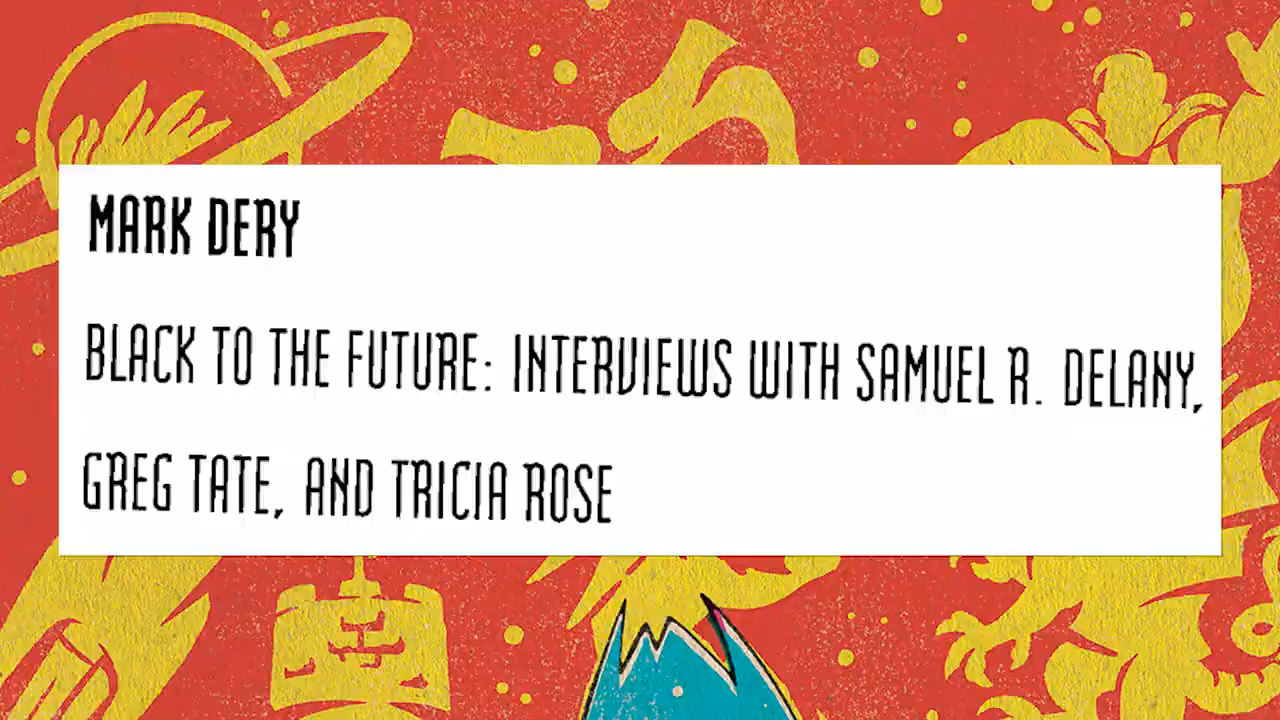 MARK DERY
BLACK TO THE FUTURE: INTERVIEWS WITH SAMUEL R. DELANY,
GREG TATE, AND TRICIA ROSE